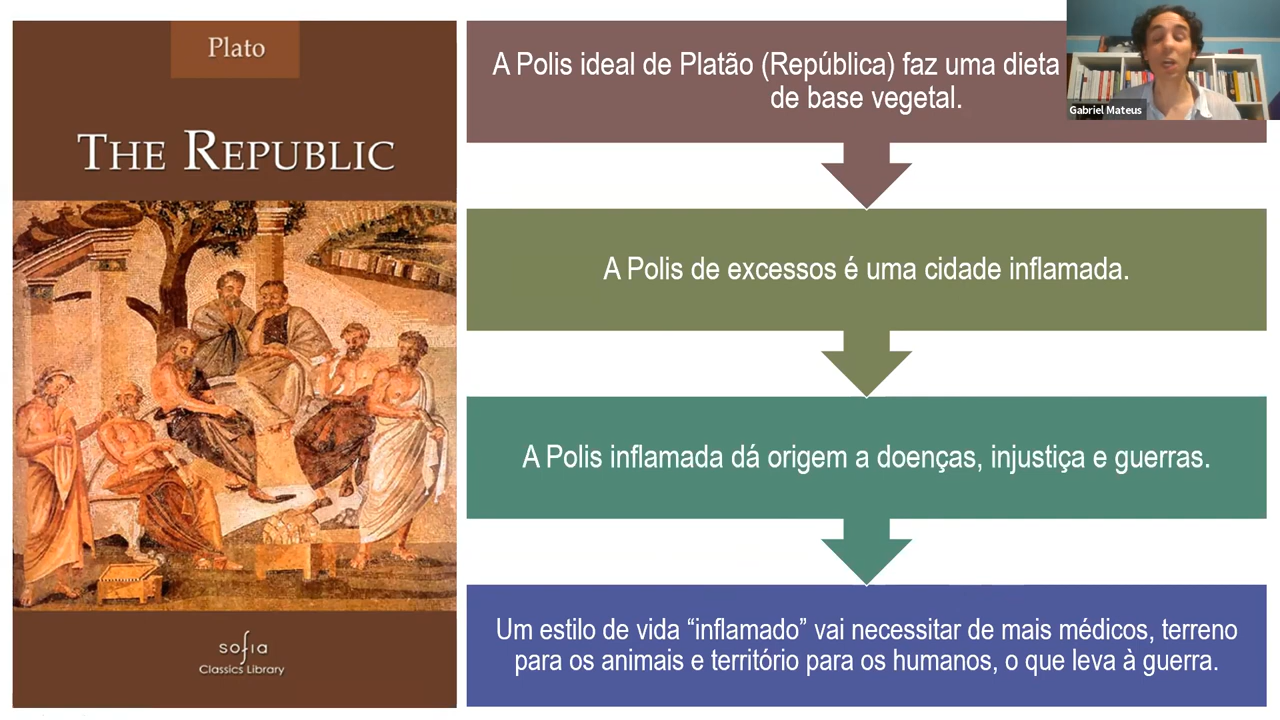 Plato
THE REPUBLIC
sofia
Classics Library
A Polis ideal de Platão (República) faz uma dieta
de base vegetal.
Gabriel Mateus
A Polis de excessos é uma cidade inflamada.
A Polis inflamada dá origem a doenças, injustiça e guerras.
Um estilo de vida “inflamado” vai necessitar de mais médicos, terreno
para os animais e território para os humanos, o que leva à guerra.